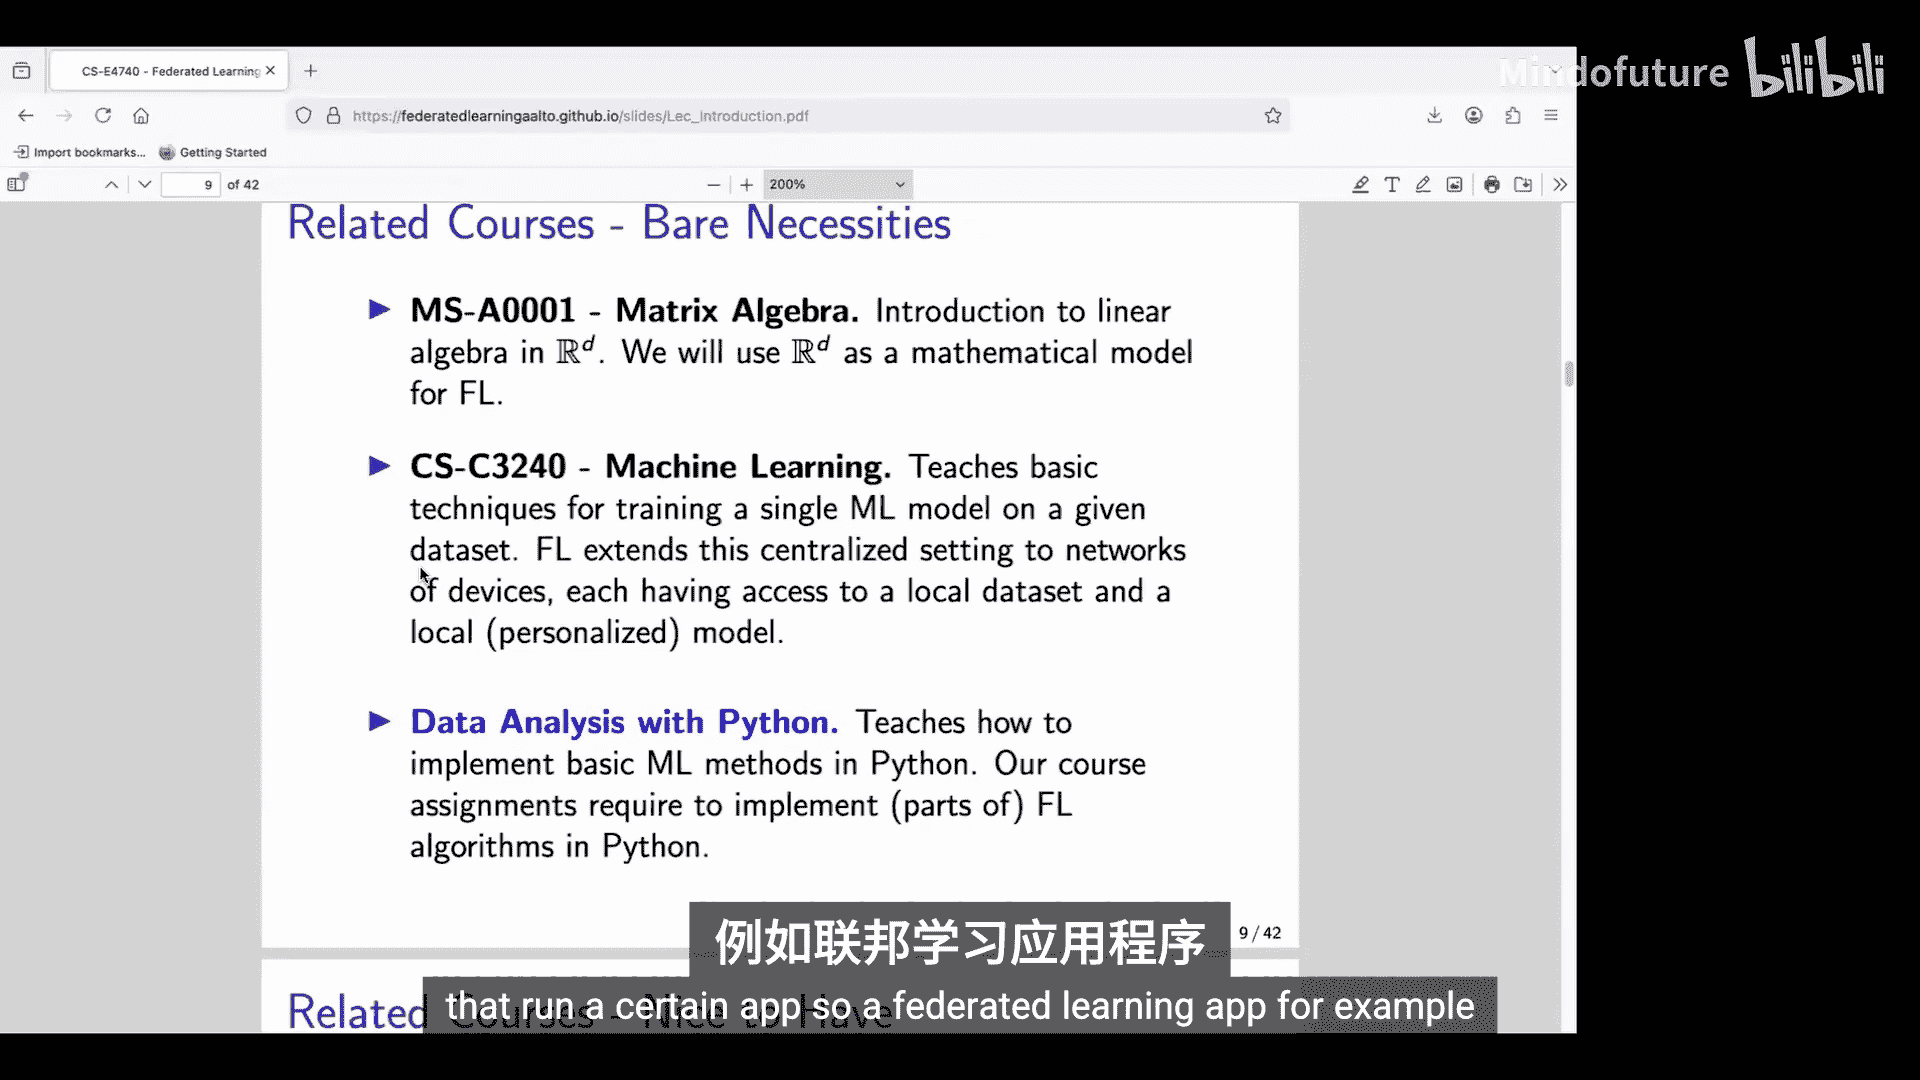 Mindofuture bilibili
CS-E4740 - Federated Learning
https://federatedlearningaalto.github.io/slides/Lec_Introduction.pdf
Import bookmarks... Getting Started
9 of 42 200%
Related Courses - Bare Necessities
MS-A0001 - Matrix Algebra. Introduction to linear
algebra in ℝᵈ. We will use ℝᵈ as a mathematical model
for FL.
CS-C3240 - Machine Learning. Teaches basic
techniques for training a single ML model on a given
dataset. FL extends this centralized setting to networks
of devices, each having access to a local dataset and a
local (personalized) model.
Data Analysis with Python. Teaches how to
implement basic ML methods in Python. Our course
assignments require to implement (parts of) FL
algorithms in Python.
9 / 42
例如联邦学习应用程序
Related Courses - Nice to Have
that run a certain app so a federated learning app for example